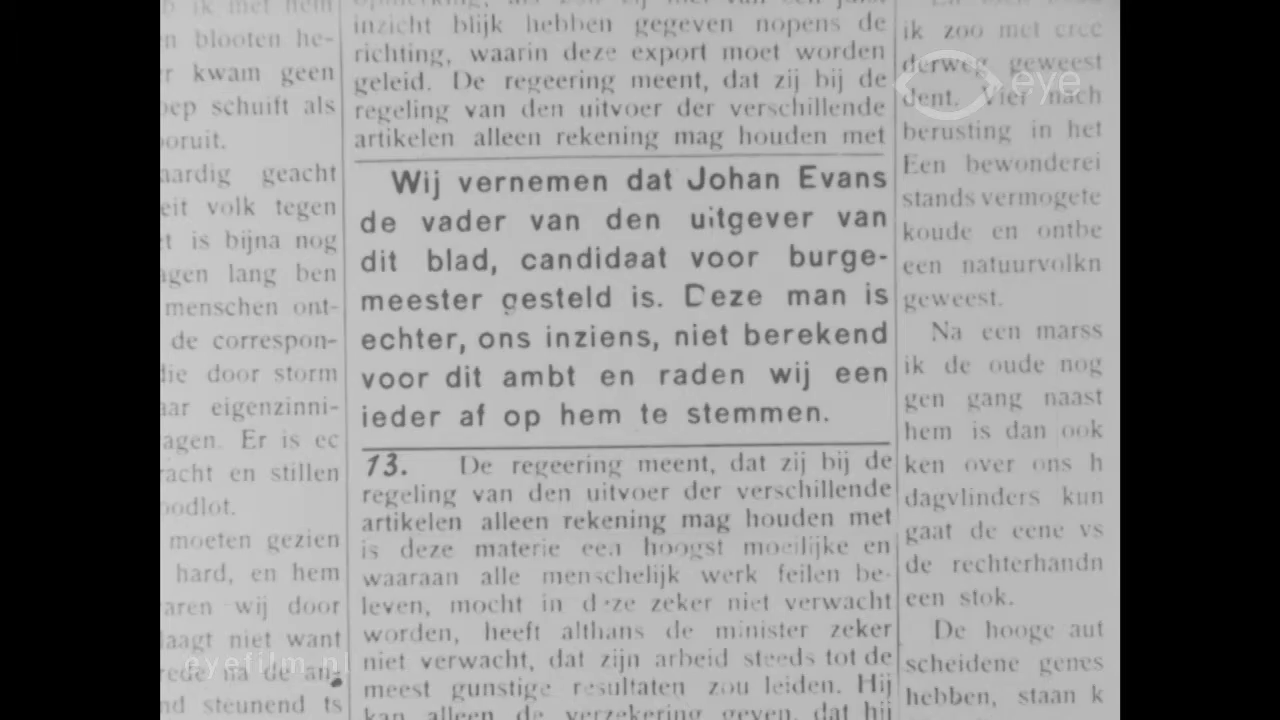 ik met hem
n blooten he-
r kwam geen
oep schuift als
ooruit.
aardig geacht
eit volk tegen
t is bijna nog
agen lang ben
menschen ont-
de correspon-
die door storm
aar eigenzinni-
agen. Er is ec
racht en stillen
oodlot.
moeten gezien
hard, en hem
varen wij door
laagt niet want
rede na de an-
nd steunend ts
inzicht blijk hebben gegeven nopens de
richting, waarin deze export moet worden
geleid. De regeering meent, dat zij bij de
regeling van den uitvoer der verschillende
artikelen alleen rekening mag houden met
Wij vernemen dat Johan Evans
de vader van den uitgever van
dit blad, candidaat voor burge-
meester gesteld is. Deze man is
echter, ons inziens, niet berekend
voor dit ambt en raden wij een
ieder af op hem te stemmen.
13. De regeering meent, dat zij bij de
regeling van den uitvoer der verschillende
artikelen alleen rekening mag houden met
is deze materie een hoogst moeilijke en
waaraan alle menschelijk werk feilen be-
leven, mocht in deze zeker niet verwacht
worden, heeft althans de minister zeker
niet verwacht, dat zijn arbeid steeds tot de
meest gunstige resultaten zou leiden. Hij
kan alleen de verzekering geven, dat hij
ik zoo met eree
derweg geweest
dent. Vier nach
berusting in het
Een bewonderei
stands vermogete
koude en ontbe
een natuurvolkn
geweest.
Na een marss
ik de oude nog
gen gang naast
hem is dan ook
ken over ons h
dagvlinders kun
gaat de eene vs
de rechterhandn
een stok.
De hooge aut
scheidene genes
hebben, staan k
eye
eyefilm.nl